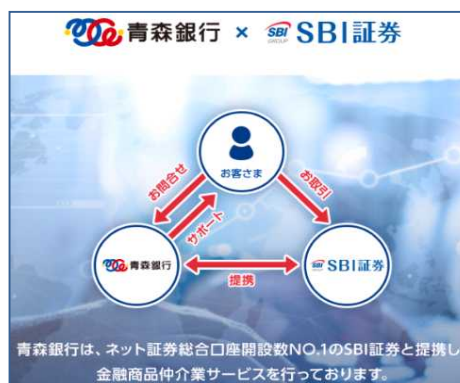 青森銀行 × SBI GROUP SBI証券
お客さま
お問合せ
サポート
お取引
青森銀行
SBI証券
提携
青森銀行は、ネット証券総合口座開設数NO.1のSBI証券と提携し
金融商品仲介業サービスを行っております。